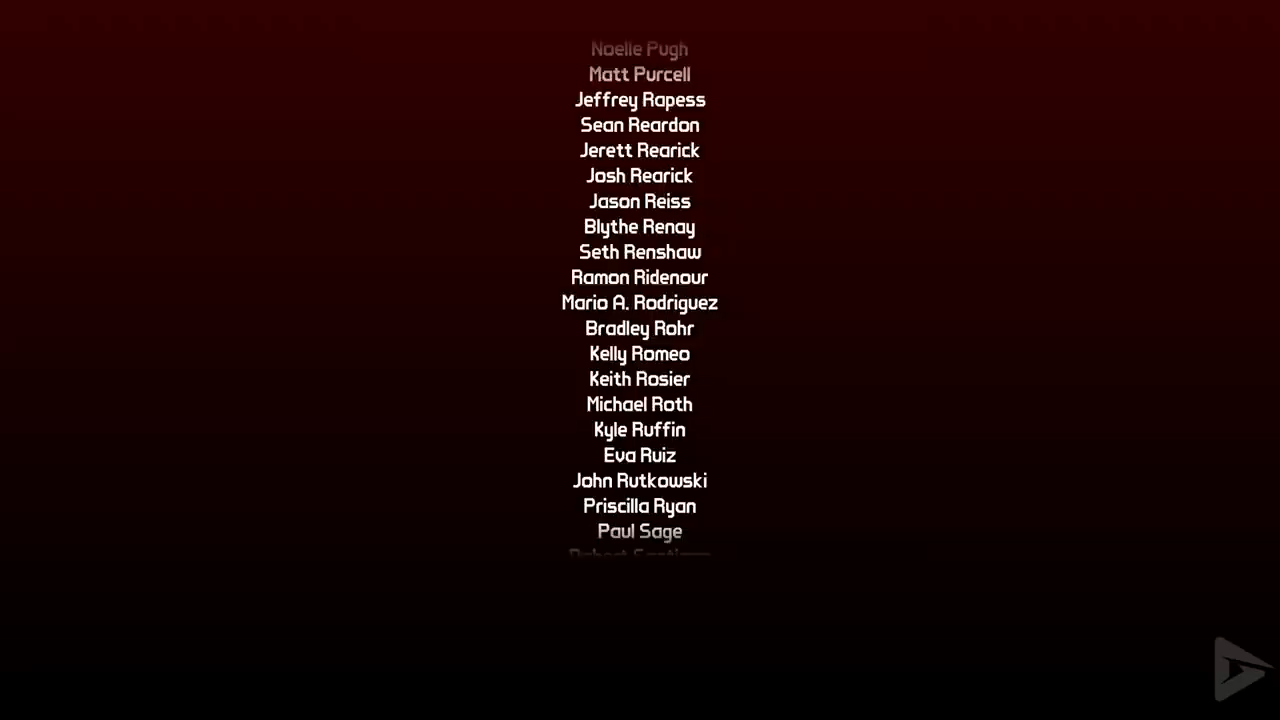 Noelle Pugh
Matt Purcell
Jeffrey Rapess
Sean Reardon
Jerett Rearick
Josh Rearick
Jason Reiss
Blythe Renay
Seth Renshaw
Ramon Ridenour
Mario A. Rodriguez
Bradley Rohr
Kelly Romeo
Keith Rosier
Michael Roth
Kyle Ruffin
Eva Ruiz
John Rutkowski
Priscilla Ryan
Paul Sage